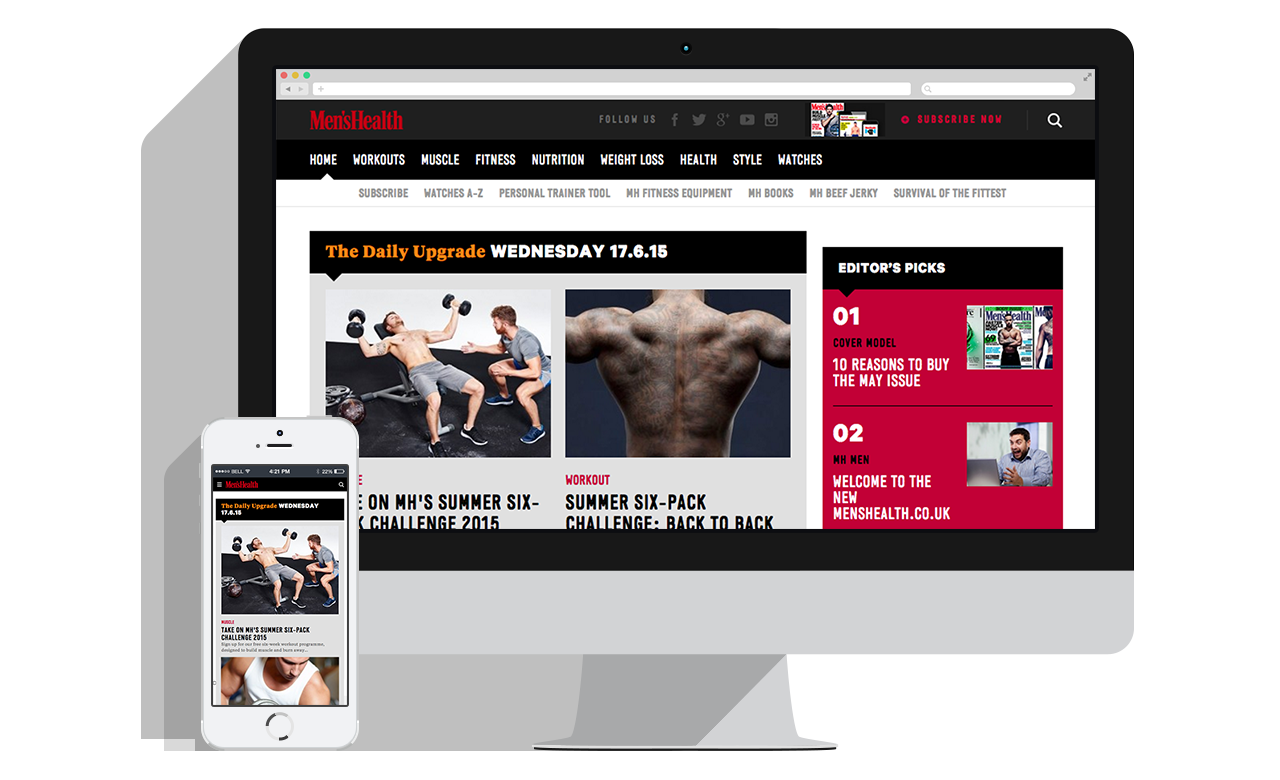 Men'sHealth
FOLLOW US
SUBSCRIBE NOW
HOME WORKOUTS MUSCLE FITNESS NUTRITION WEIGHT LOSS HEALTH STYLE WATCHES
SUBSCRIBE WATCHES A-Z PERSONAL TRAINER TOOL MH FITNESS EQUIPMENT MH BOOKS MH BEEF JERKY SURVIVAL OF THE FITTEST
The Daily Upgrade WEDNESDAY 17.6.15
E ON MH'S SUMMER SIX-
CHALLENGE 2015
WORKOUT
SUMMER SIX-PACK
CHALLENGE: BACK TO BACK
EDITOR'S PICKS
01
COVER MODEL
10 REASONS TO BUY
THE MAY ISSUE
Men'sHealth
02
MH MEN
WELCOME TO THE
NEW
MENSHEALTH.CO.UK
BELL 4:21 PM 22%
Men'sHealth
The Daily Upgrade WEDNESDAY
17.6.15
MUSCLE
TAKE ON MH'S SUMMER SIX-PACK
CHALLENGE 2015
Sign up for our free six-week workout programme,
designed to build muscle and burn away...